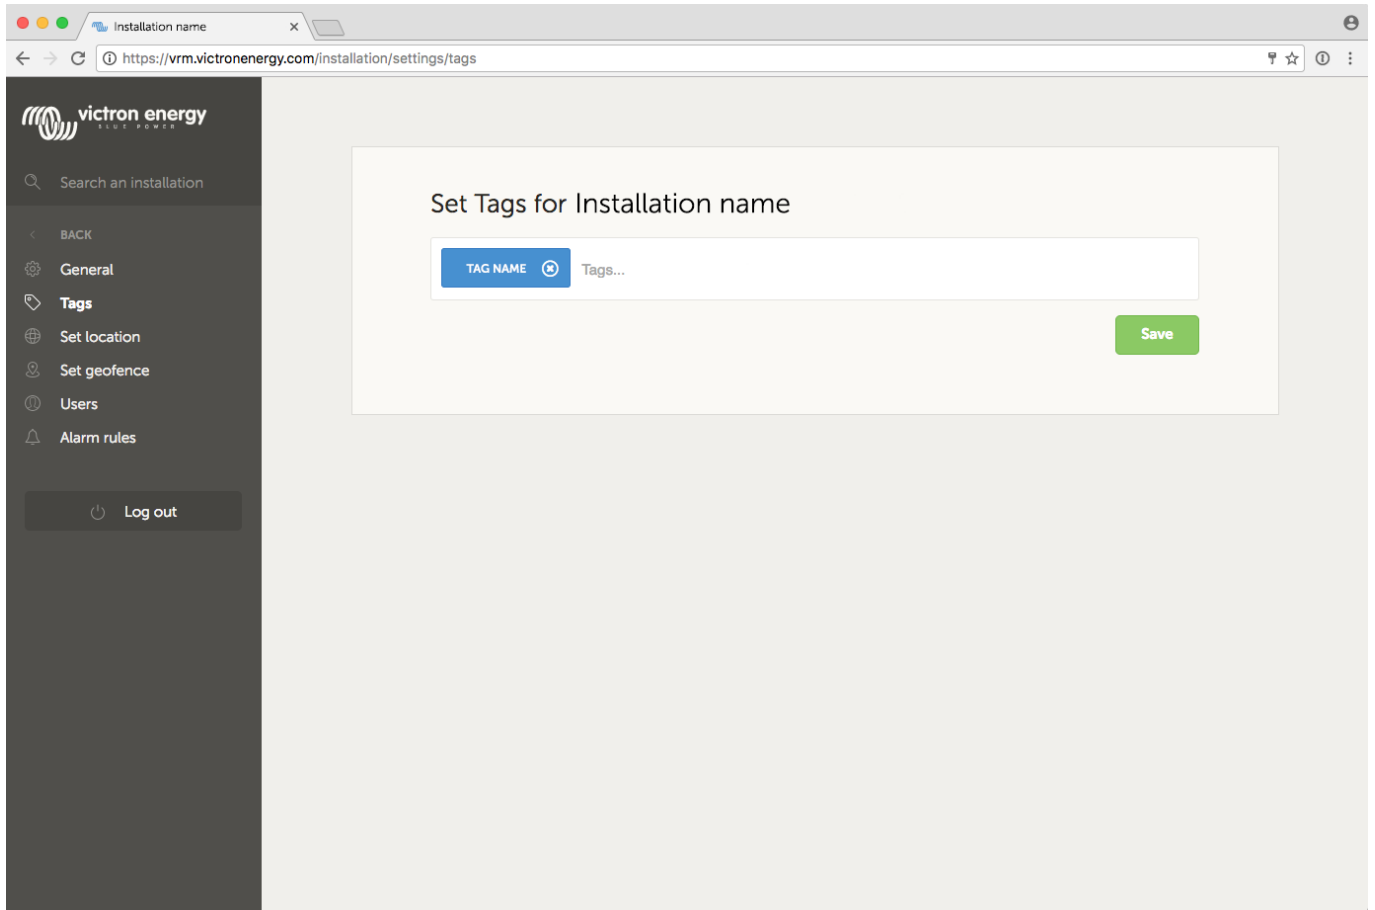 Installation name
https://vrm.victronenergy.com/installation/settings/tags
victron energy
BLUE POWER
Search an installation
BACK
General
Tags
Set location
Set geofence
Users
Alarm rules
Log out
Set Tags for Installation name
TAG NAME
Tags...
Save